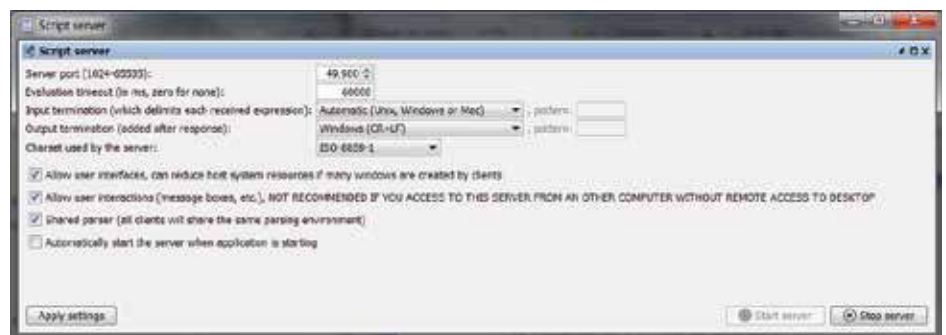 Script server
Script server
Server port (1024-65535): 49,900
Evaluation timeout (in ms, zero for none): 60000
Input termination (which delimits each received expression): Automatic (Unix, Windows or Mac) , pattern:
Output termination (added after response): Windows (CR+LF) , pattern:
Charset used by the server: ISO-8859-1
Allow user interfaces, can reduce host system resources if many windows are created by clients
Allow user interactions (message boxes, etc.), NOT RECOMMENDED IF YOU ACCESS TO THIS SERVER FROM AN OTHER COMPUTER WITHOUT REMOTE ACCESS TO DESKTOP
Shared parser (all clients will share the same parsing environment)
Automatically start the server when application is starting
Apply settings Start server Stop server